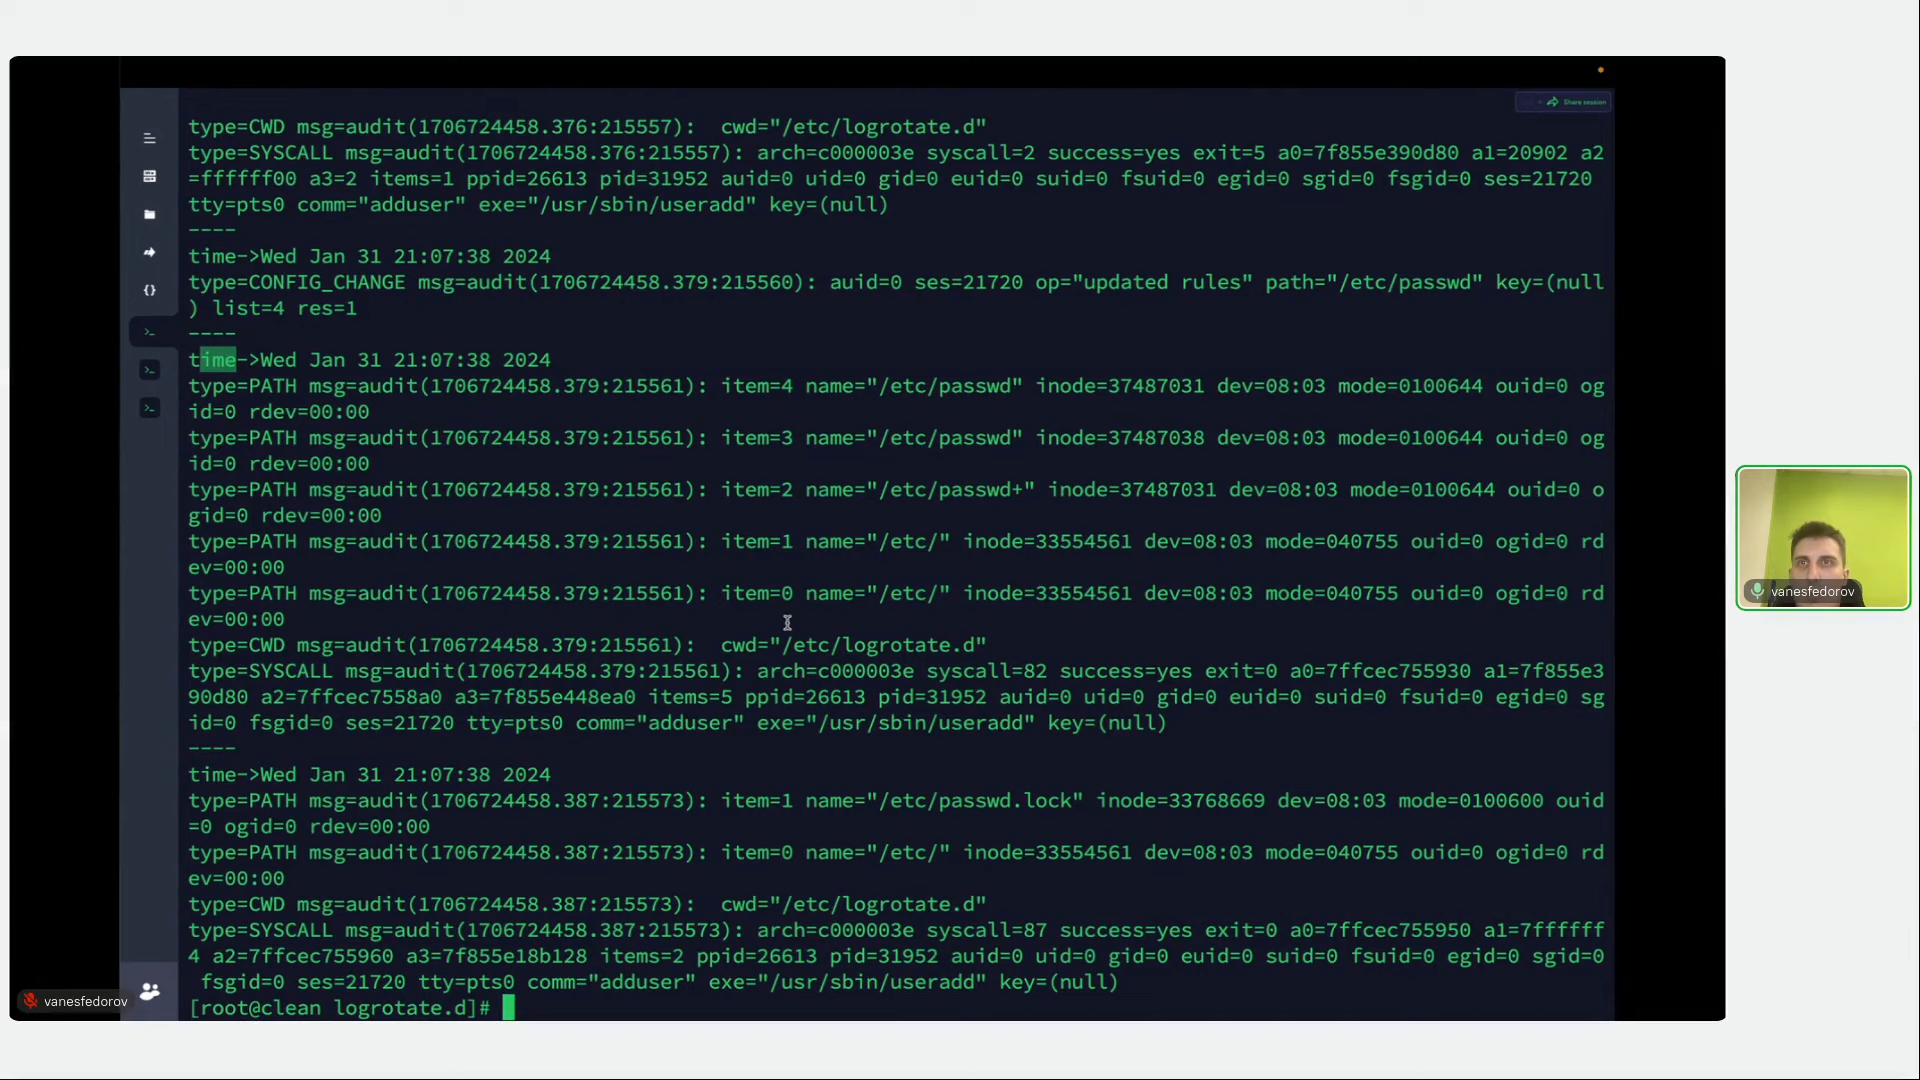 Share session
type=CWD msg=audit(1706724458.376:215557):  cwd="/etc/logrotate.d"
type=SYSCALL msg=audit(1706724458.376:215557): arch=c000003e syscall=2 success=yes exit=5 a0=7f855e390d80 a1=20902 a2
=ffffff00 a3=2 items=1 ppid=26613 pid=31952 auid=0 uid=0 gid=0 euid=0 suid=0 fsuid=0 egid=0 sgid=0 fsgid=0 ses=21720
tty=pts0 comm="adduser" exe="/usr/sbin/useradd" key=(null)
----
time->Wed Jan 31 21:07:38 2024
type=CONFIG_CHANGE msg=audit(1706724458.379:215560): auid=0 ses=21720 op="updated rules" path="/etc/passwd" key=(null
) list=4 res=1
----
time->Wed Jan 31 21:07:38 2024
type=PATH msg=audit(1706724458.379:215561): item=4 name="/etc/passwd" inode=37487031 dev=08:03 mode=0100644 ouid=0 og
id=0 rdev=00:00
type=PATH msg=audit(1706724458.379:215561): item=3 name="/etc/passwd" inode=37487038 dev=08:03 mode=0100644 ouid=0 og
id=0 rdev=00:00
type=PATH msg=audit(1706724458.379:215561): item=2 name="/etc/passwd+" inode=37487031 dev=08:03 mode=0100644 ouid=0 o
gid=0 rdev=00:00
type=PATH msg=audit(1706724458.379:215561): item=1 name="/etc/" inode=33554561 dev=08:03 mode=040755 ouid=0 ogid=0 rd
ev=00:00
type=PATH msg=audit(1706724458.379:215561): item=0 name="/etc/" inode=33554561 dev=08:03 mode=040755 ouid=0 ogid=0 rd
ev=00:00
type=CWD msg=audit(1706724458.379:215561):  cwd="/etc/logrotate.d"
type=SYSCALL msg=audit(1706724458.379:215561): arch=c000003e syscall=82 success=yes exit=0 a0=7ffcec755930 a1=7f855e3
90d80 a2=7ffcec7558a0 a3=7f855e448ea0 items=5 ppid=26613 pid=31952 auid=0 uid=0 gid=0 euid=0 suid=0 fsuid=0 egid=0 sg
id=0 fsgid=0 ses=21720 tty=pts0 comm="adduser" exe="/usr/sbin/useradd" key=(null)
----
time->Wed Jan 31 21:07:38 2024
type=PATH msg=audit(1706724458.387:215573): item=1 name="/etc/passwd.lock" inode=33768669 dev=08:03 mode=0100600 ouid
=0 ogid=0 rdev=00:00
type=PATH msg=audit(1706724458.387:215573): item=0 name="/etc/" inode=33554561 dev=08:03 mode=040755 ouid=0 ogid=0 rd
ev=00:00
type=CWD msg=audit(1706724458.387:215573):  cwd="/etc/logrotate.d"
type=SYSCALL msg=audit(1706724458.387:215573): arch=c000003e syscall=87 success=yes exit=0 a0=7ffcec755950 a1=7ffffff
4 a2=7ffcec755960 a3=7f855e18b128 items=2 ppid=26613 pid=31952 auid=0 uid=0 gid=0 euid=0 suid=0 fsuid=0 egid=0 sgid=0
 fsgid=0 ses=21720 tty=pts0 comm="adduser" exe="/usr/sbin/useradd" key=(null)
[root@clean logrotate.d]#
vanesfedorov
vanesfedorov